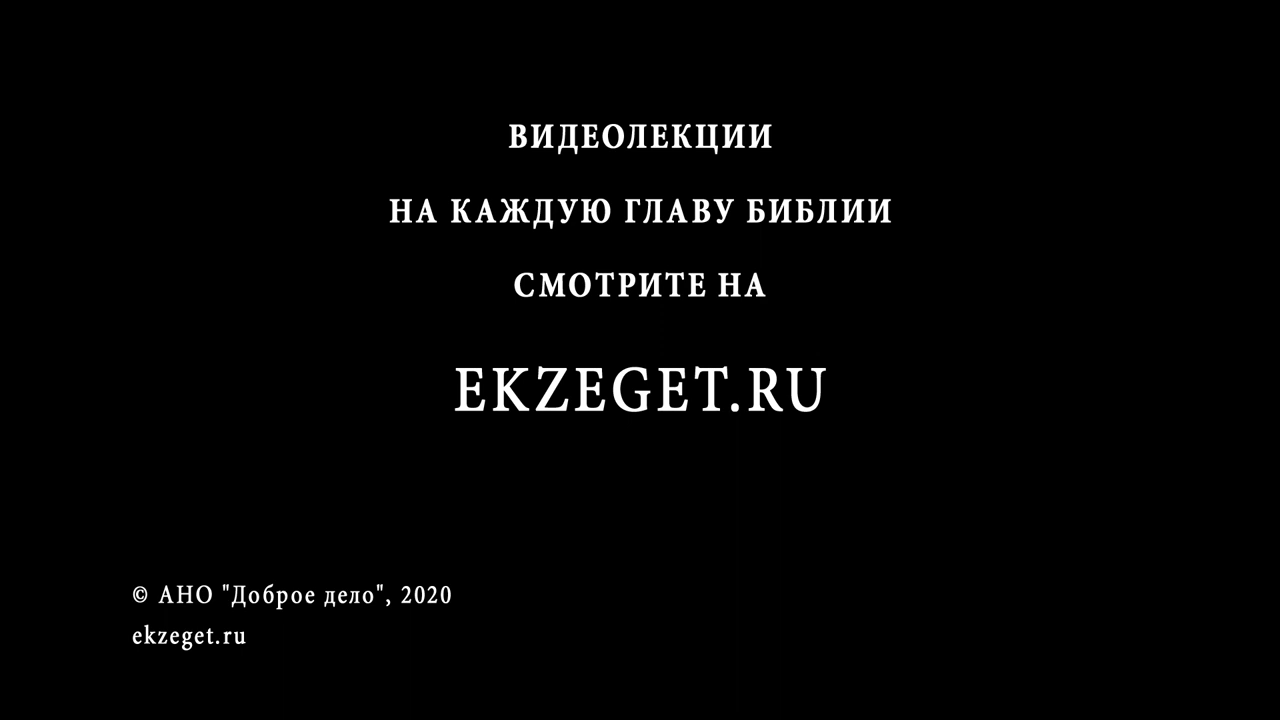 ВИДЕОЛЕКЦИИ
НА КАЖДУЮ ГЛАВУ БИБЛИИ
СМОТРИТЕ НА
EKZEGET.RU
© АНО "Доброе дело", 2020
ekzeget.ru